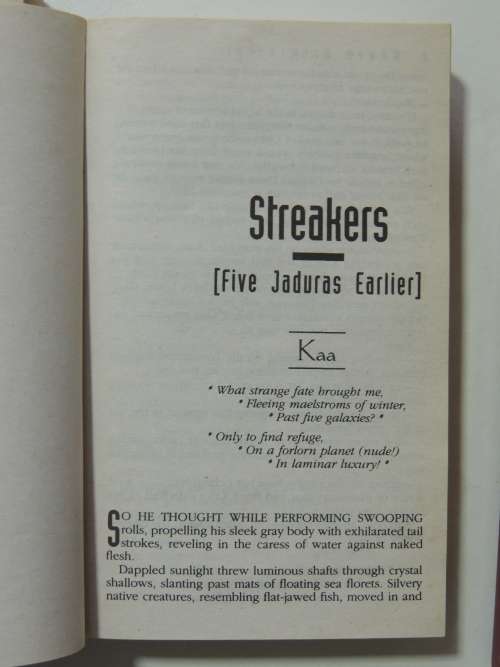 Streakers
[Five Jaduras Earlier]
Kaa
* What strange fate brought me,
* Fleeing maelstroms of winter,
* Past five galaxies? *
* Only to find refuge,
* On a forlorn planet (nude!)
* In laminar luxury! *
SO HE THOUGHT WHILE PERFORMING SWOOPING
rolls, propelling his sleek gray body with exhilarated tail
strokes, reveling in the caress of water against naked
flesh.
Dappled sunlight threw luminous shafts through crystal
shallows, slanting past mats of floating sea florets. Silvery
native creatures, resembling flat-jawed fish, moved in and